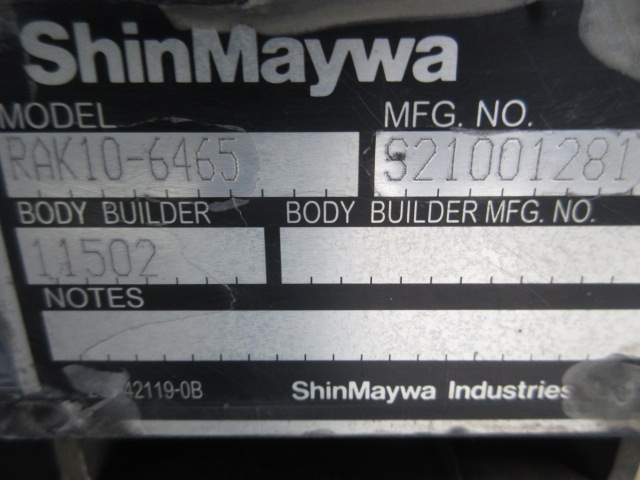 ShinMaywa
MODEL MFG. NO.
RAK10-6465 S21001281
BODY BUILDER BODY BUILDER MFG. NO.
11502
NOTES
42119-0B ShinMaywa Industries